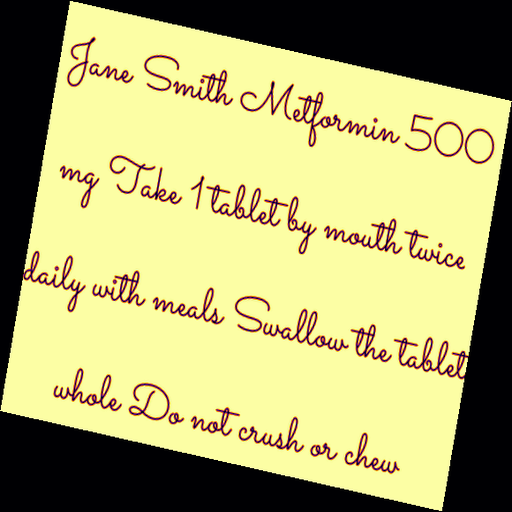 Jane Smith Metformin 500
mg Take 1 tablet by mouth twice
daily with meals Swallow the tablet
whole Do not crush or chew